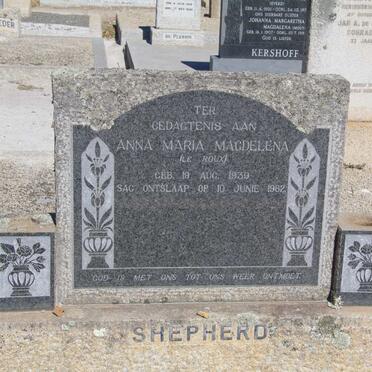 KERSHOFF
TER
GEDAGTENIS AAN
ANNA MARIA MAGDELENA
(LE ROUX)
GEB. 19 AUG. 1939
SAG ONTSLAAP OP 10 JUNIE 1962
GOD IS MET ONS TOT ONS WEER ONTMOET
SHEPHERD